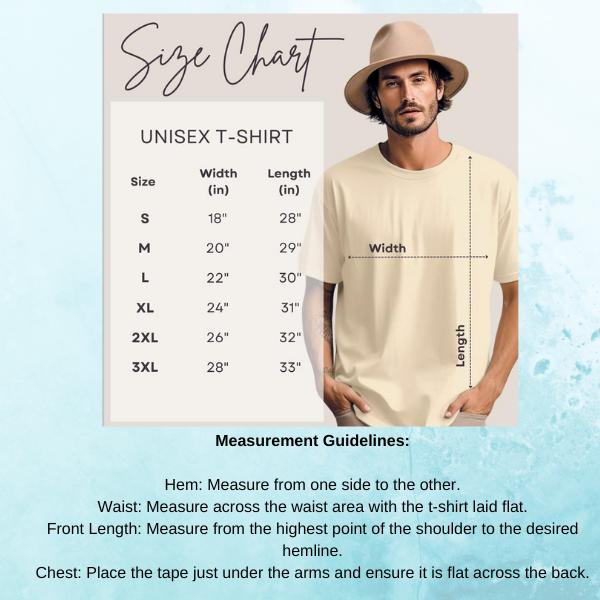 Size Chart
UNISEX T-SHIRT
Size Width (in) Length (in)
S 18" 28"
M 20" 29"
L 22" 30"
XL 24" 31"
2XL 26" 32"
3XL 28" 33"
Width
Length
Measurement Guidelines:
Hem: Measure from one side to the other.
Waist: Measure across the waist area with the t-shirt laid flat.
Front Length: Measure from the highest point of the shoulder to the desired
hemline.
Chest: Place the tape just under the arms and ensure it is flat across the back.